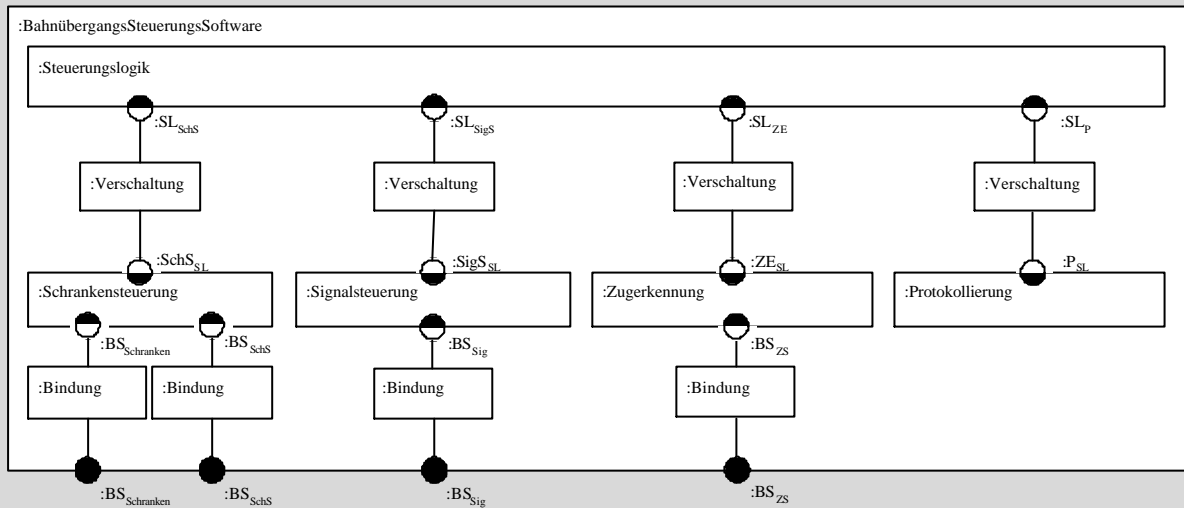 :BahnübergangsSteuerungsSoftware
:Steuerungslogik
:SL_SchS :SL_SigS :SL_ZE :SL_P
:Verschaltung :Verschaltung :Verschaltung :Verschaltung
:SchS_SL :SigS_SL :ZE_SL :P_SL
:Schrankensteuerung :Signalsteuerung :Zugerkennung :Protokollierung
:BS_Schranken :BS_SchS :BS_Sig :BS_ZS
:Bindung :Bindung :Bindung :Bindung
:BS_Schranken :BS_SchS :BS_Sig :BS_ZS